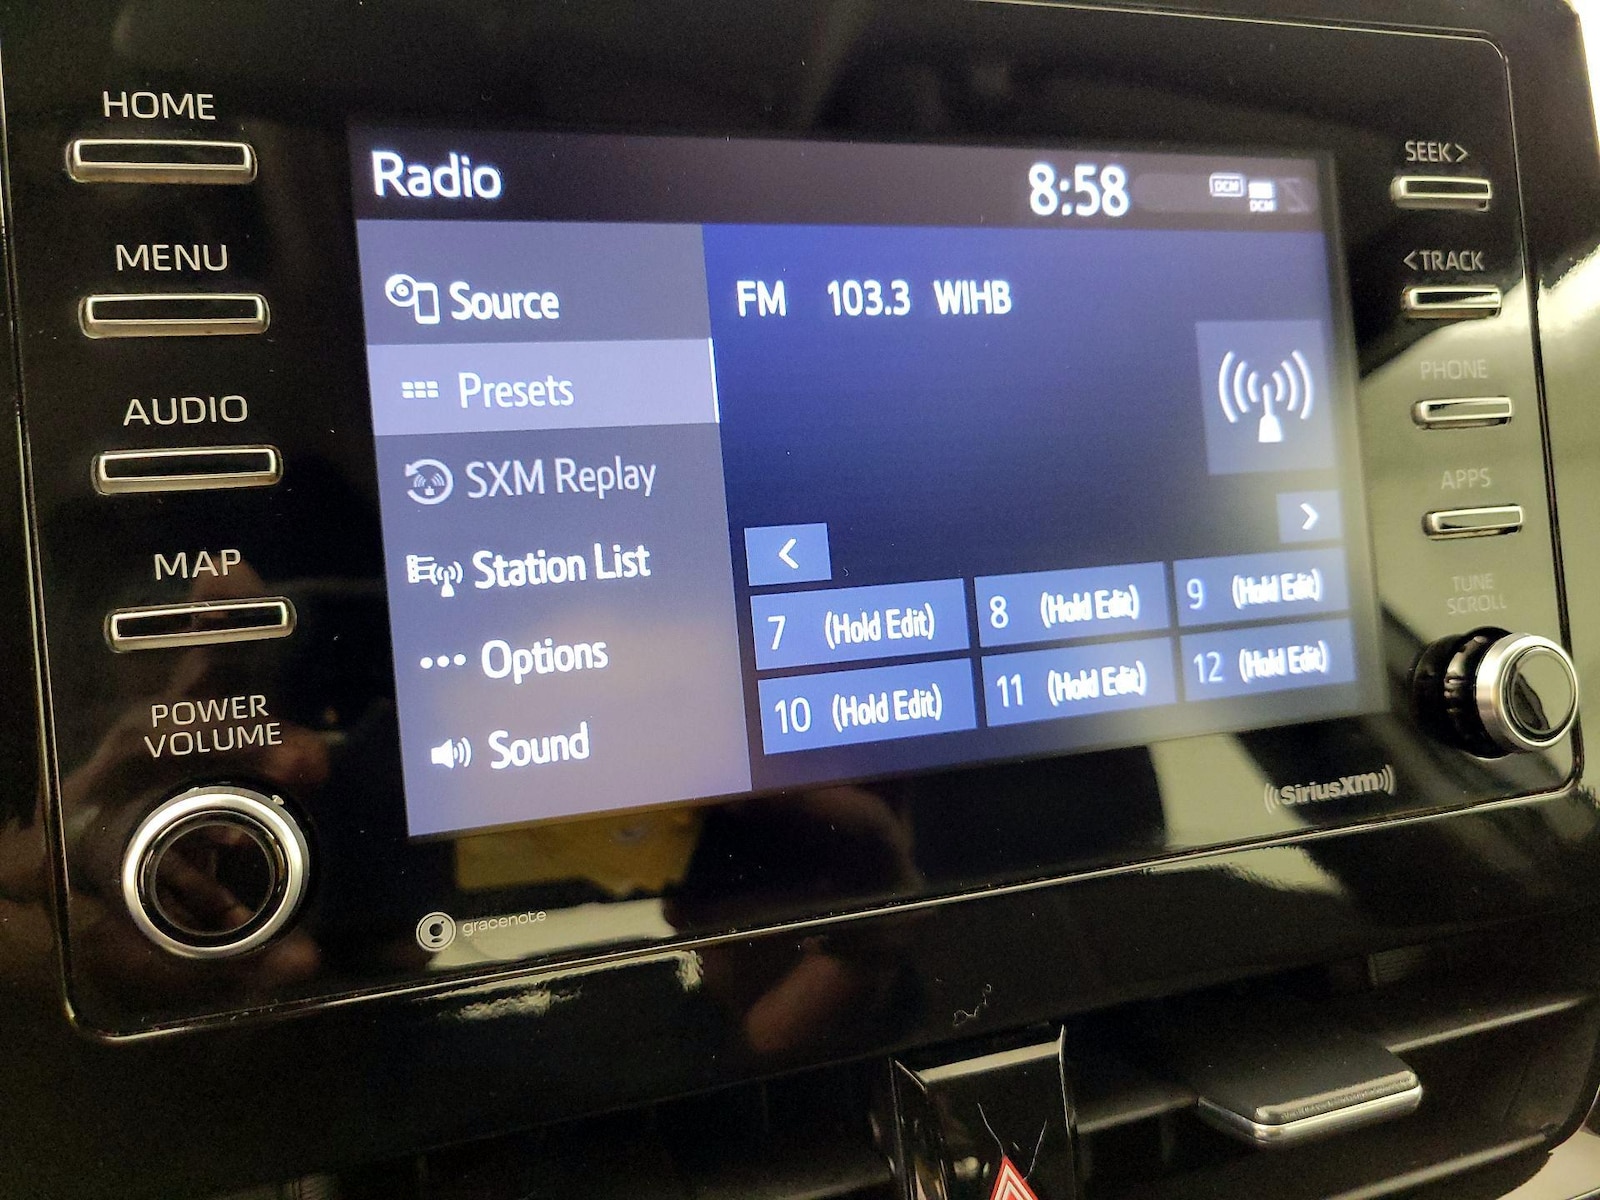 HOME
MENU
AUDIO
MAP
POWER
VOLUME
Radio
8:58
DCM
DCM
Source
Presets
SXM Replay
Station List
Options
Sound
FM 103.3 WIHB
<
>
7 (Hold Edit)
8 (Hold Edit)
9 (Hold Edit)
10 (Hold Edit)
11 (Hold Edit)
12 (Hold Edit)
SEEK >
< TRACK
PHONE
APPS
TUNE
SCROLL
gracenote
((SiriusXM))